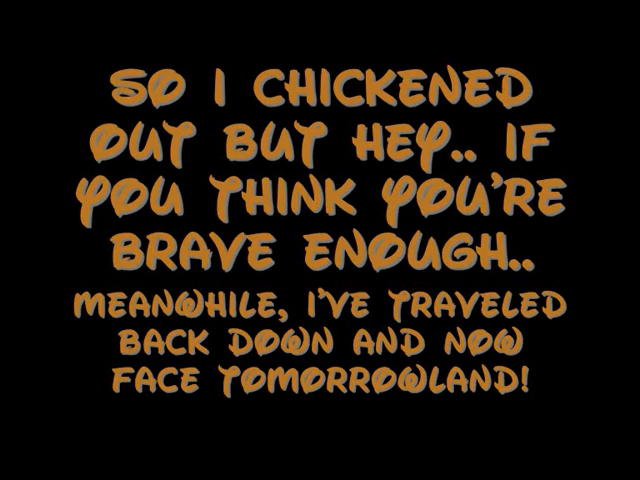 SO I CHICKENED
OUT BUT HEY.. IF
YOU THINK YOU'RE
BRAVE ENOUGH..
MEANWHILE, I'VE TRAVELED
BACK DOWN AND NOW
FACE TOMORROWLAND!